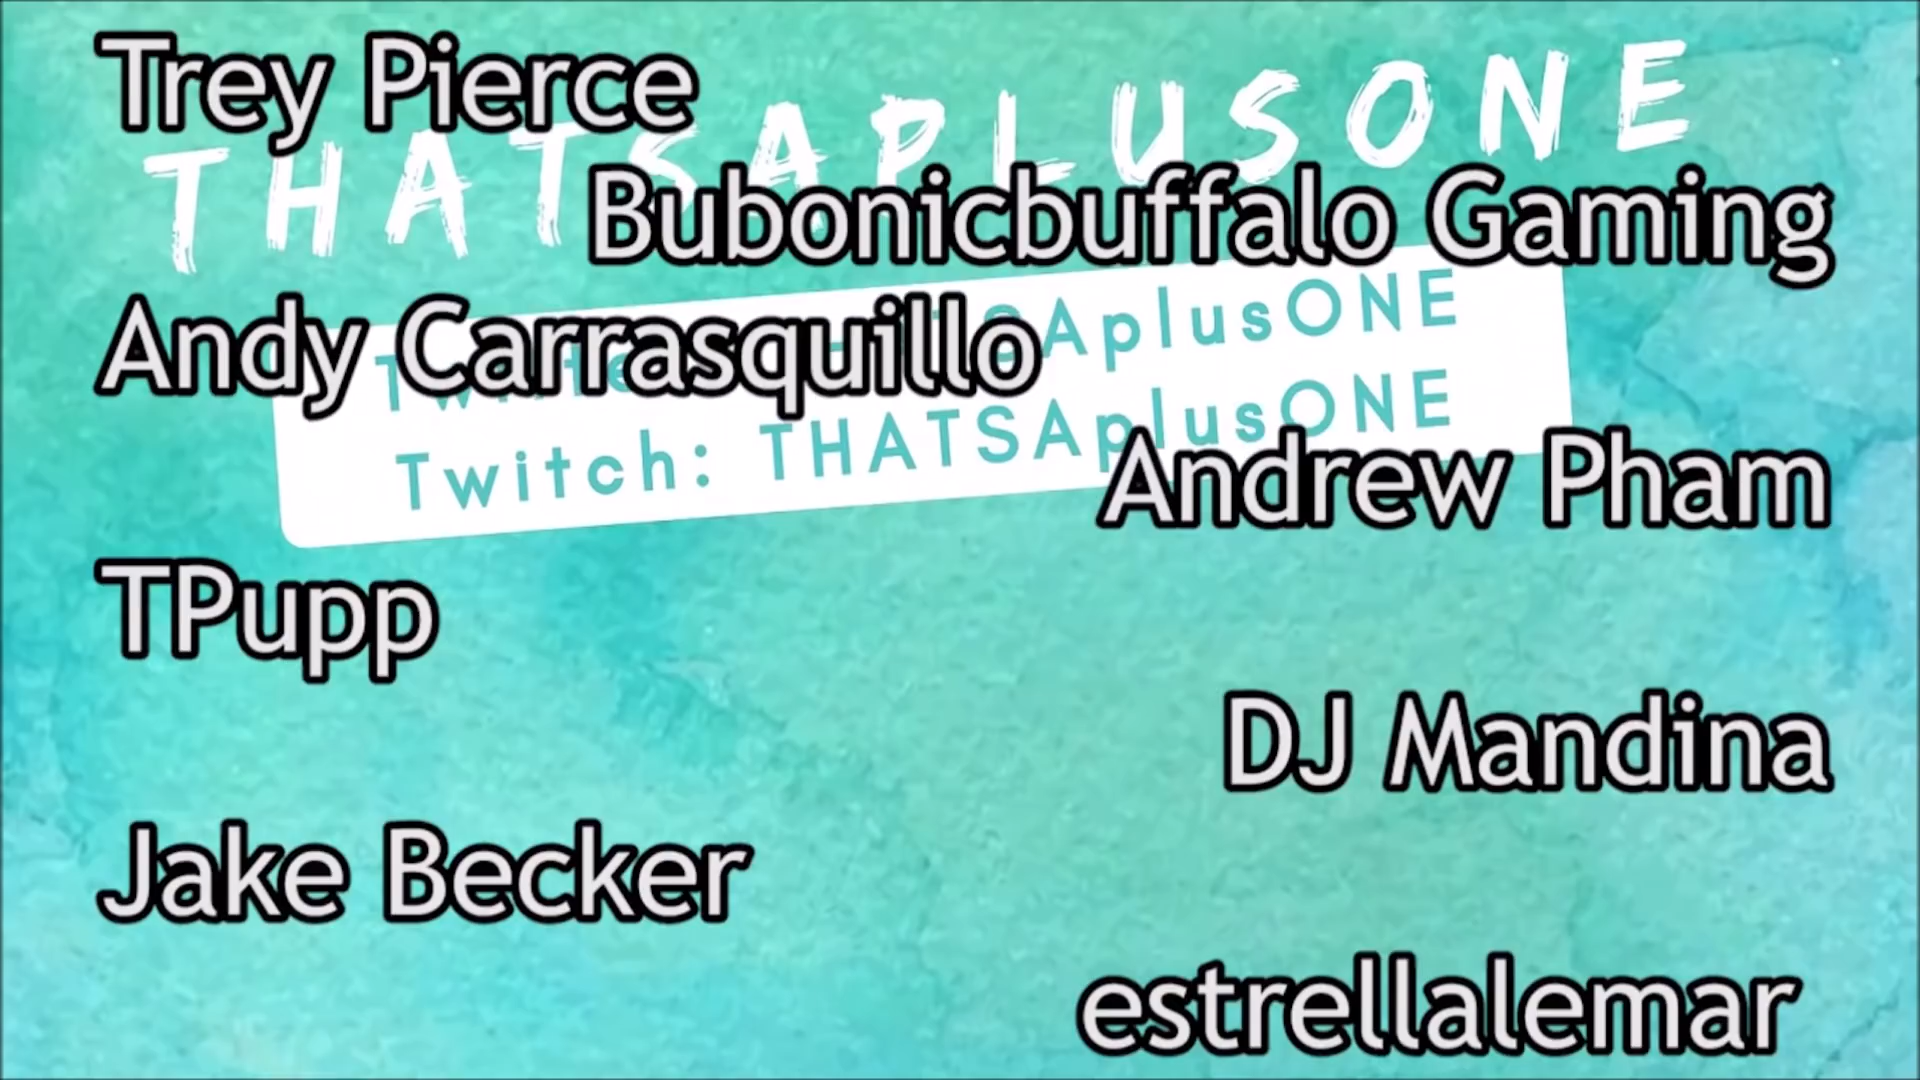 Trey Pierce
THATSAPLUSONE
Bubonicbuffalo Gaming
Andy Carrasquillo
Twitch: THATSAplusONE
Andrew Pham
TPupp
DJ Mandina
Jake Becker
estrellalemar